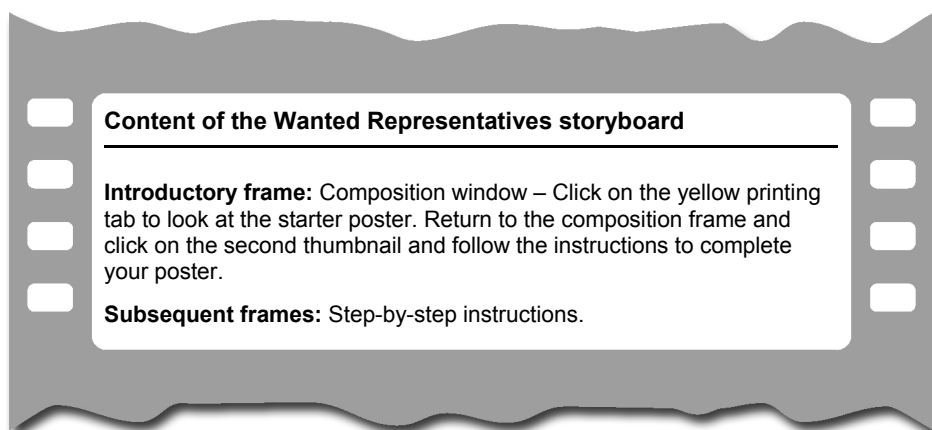 Content of the Wanted Representatives storyboard
Introductory frame: Composition window – Click on the yellow printing
tab to look at the starter poster. Return to the composition frame and
click on the second thumbnail and follow the instructions to complete
your poster.
Subsequent frames: Step-by-step instructions.